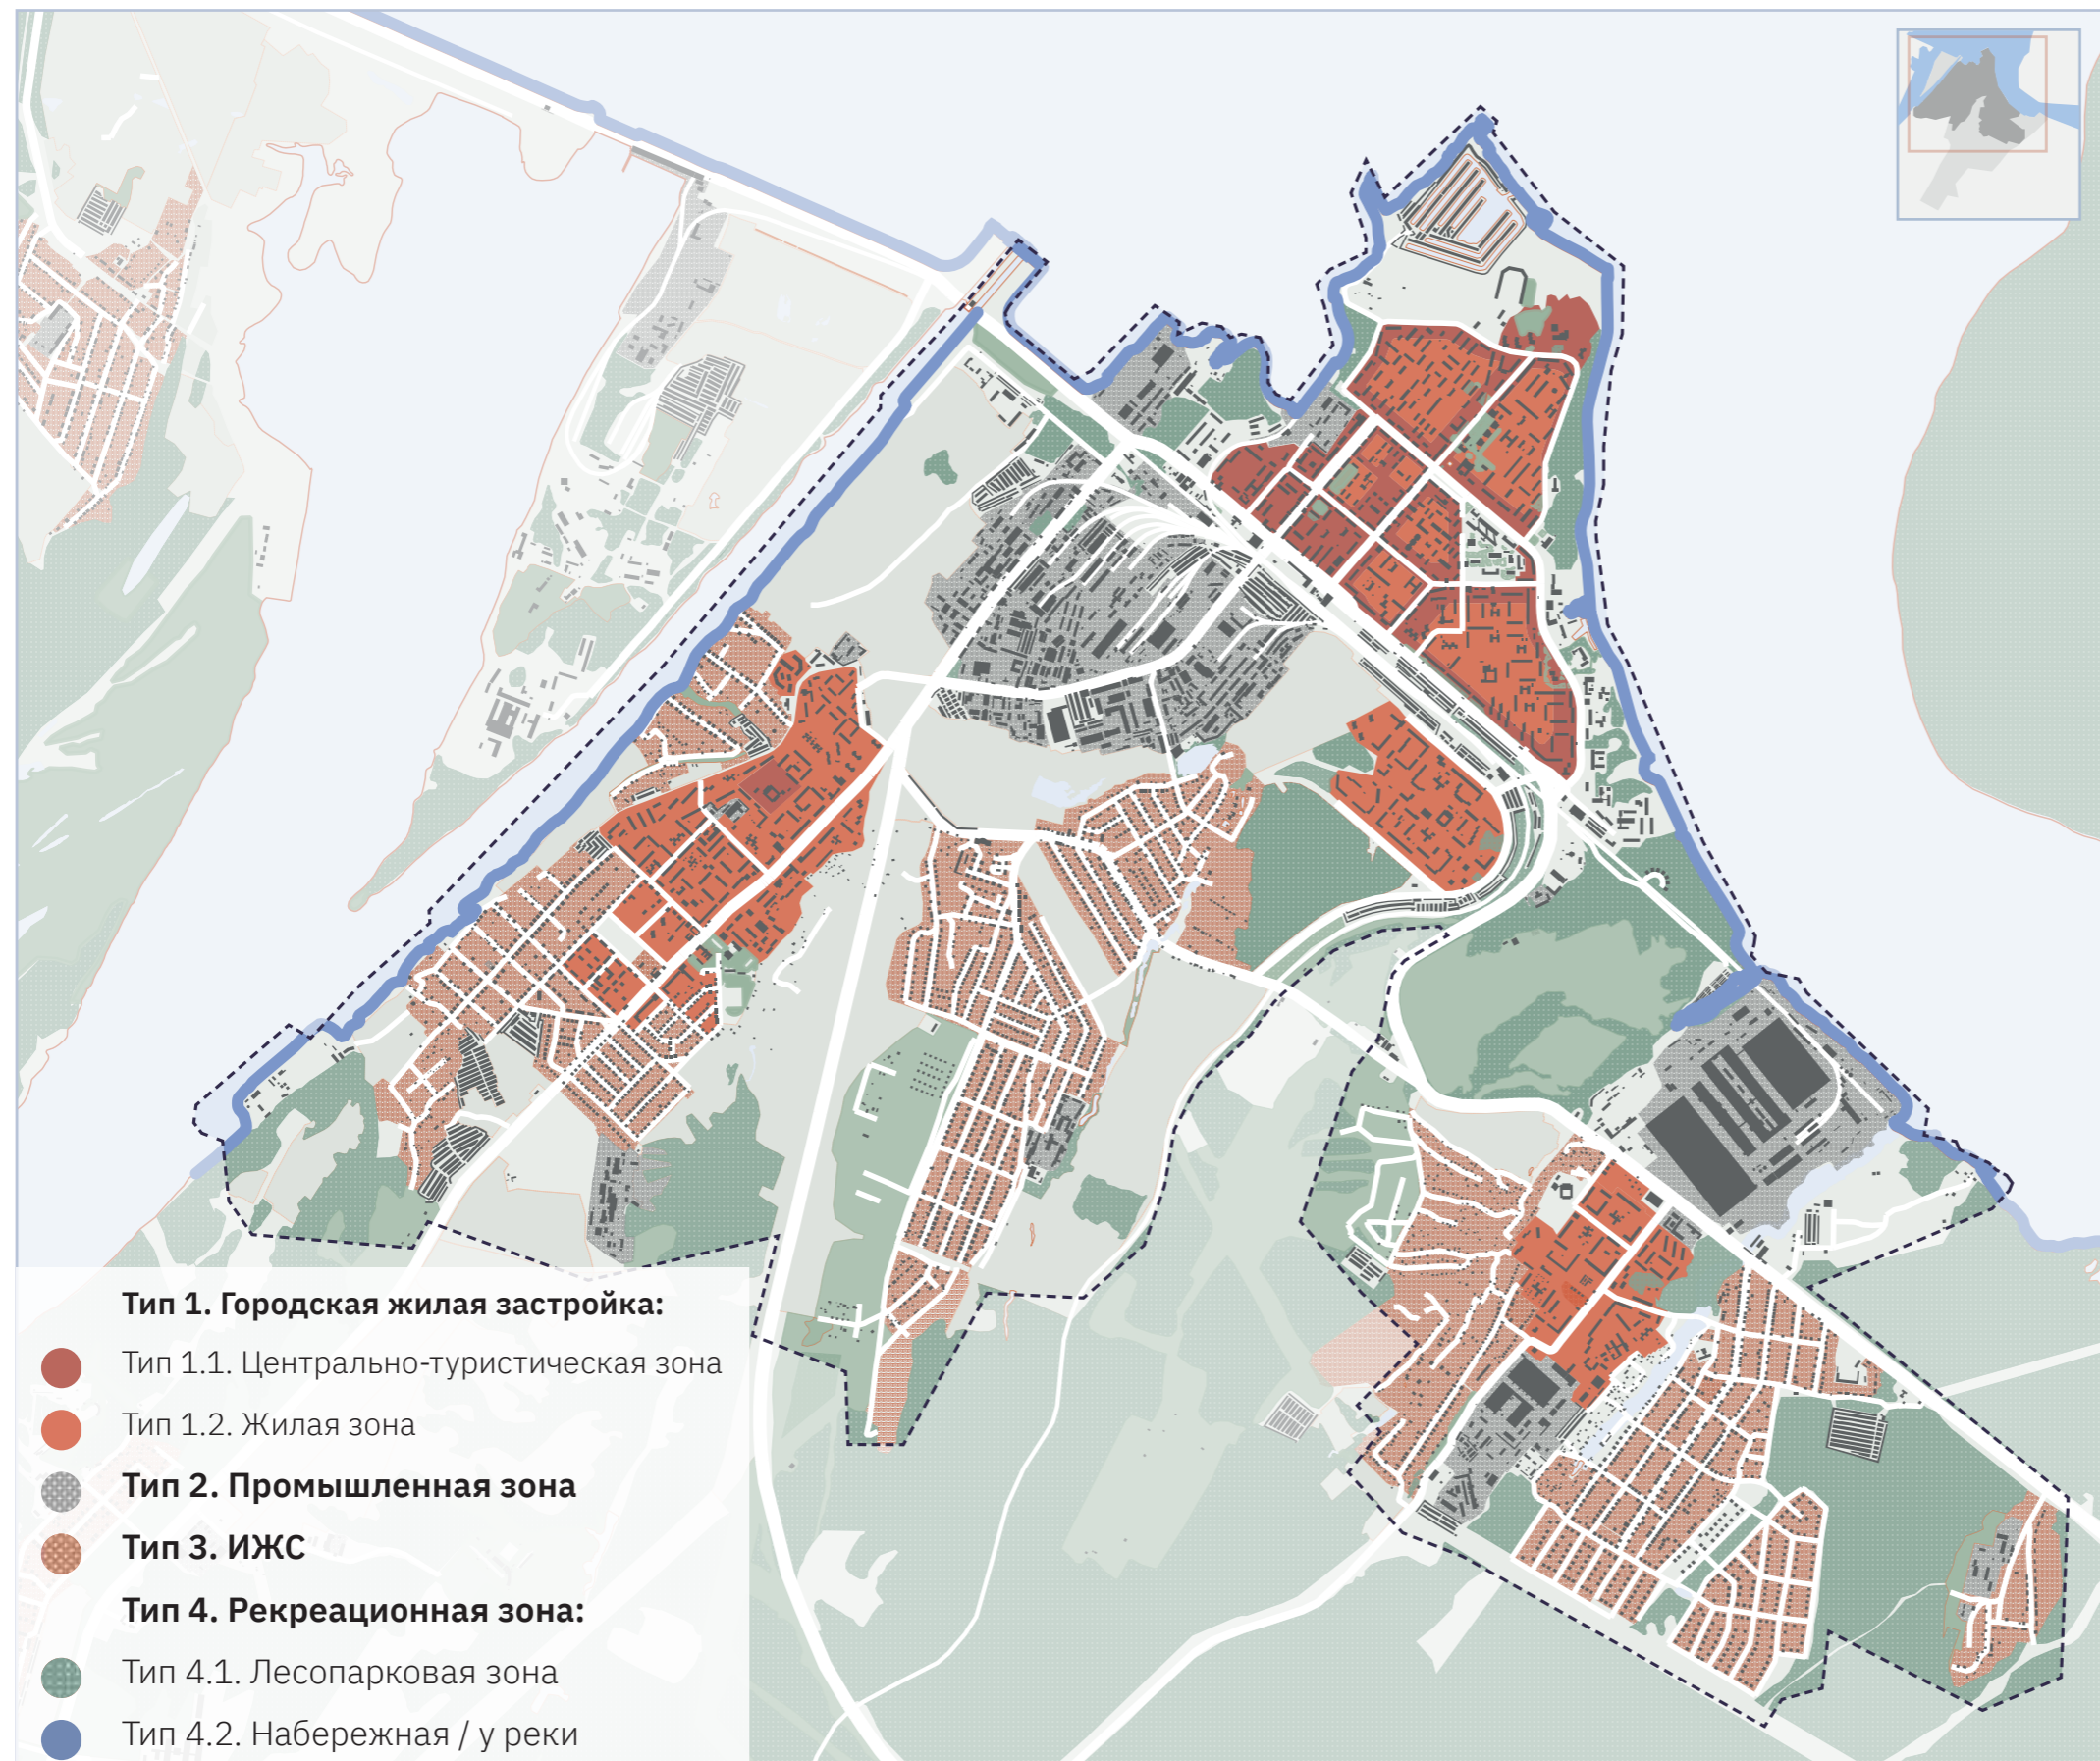 Тип 1. Городская жилая застройка:
Тип 1.1. Центрально-туристическая зона
Тип 1.2. Жилая зона
Тип 2. Промышленная зона
Тип 3. ИЖС
Тип 4. Рекреационная зона:
Тип 4.1. Лесопарковая зона
Тип 4.2. Набережная / у реки